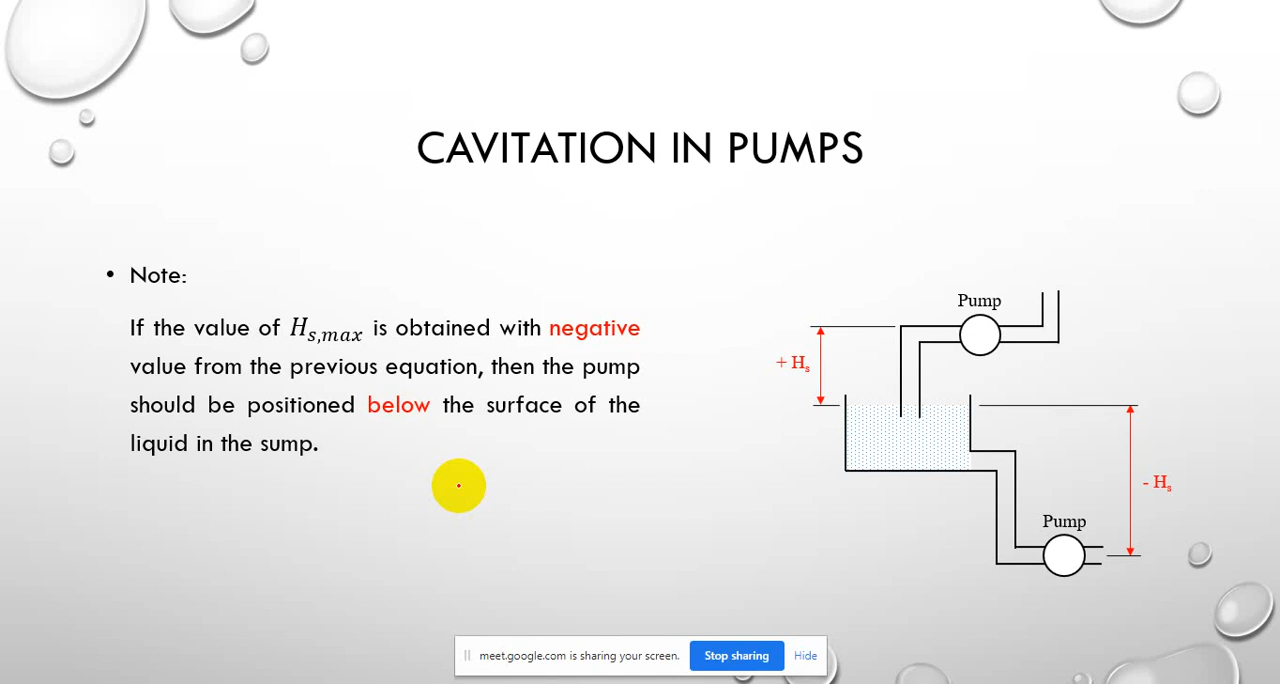 CAVITATION IN PUMPS
• Note:
If the value of H_{s,max} is obtained with negative
value from the previous equation, then the pump
should be positioned below the surface of the
liquid in the sump.
Pump
+ H_s
- H_s
Pump
meet.google.com is sharing your screen. Stop sharing Hide